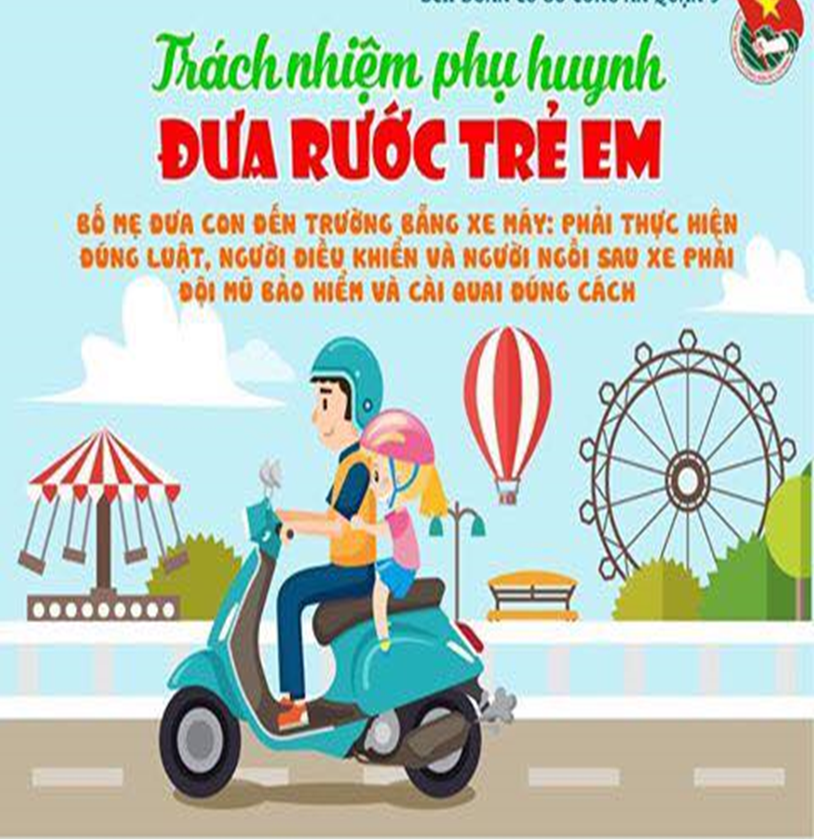 Trách nhiệm phụ huynh
ĐƯA RƯỚC TRẺ EM
BỐ MẸ ĐƯA CON ĐẾN TRƯỜNG BẰNG XE MÁY: PHẢI THỰC HIỆN
ĐÚNG LUẬT, NGƯỜI ĐIỀU KHIỂN VÀ NGƯỜI NGỒI SAU XE PHẢI
ĐỘI MŨ BẢO HIỂM VÀ CÀI QUAI ĐÚNG CÁCH